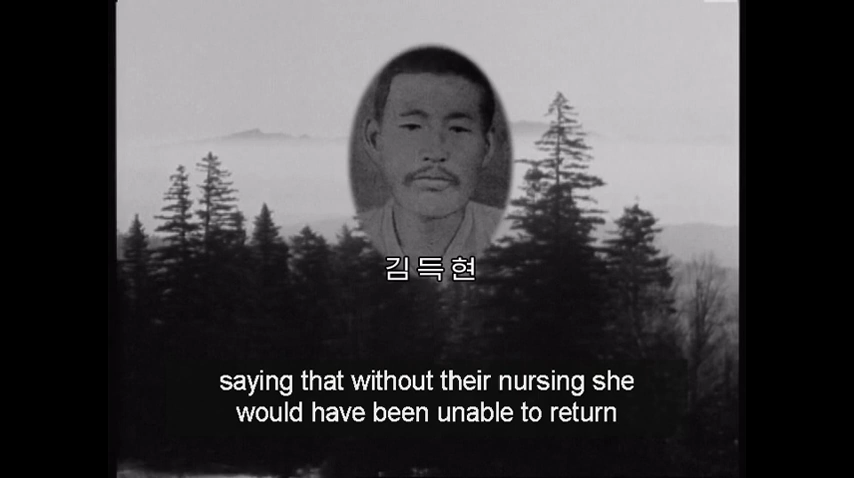 김득현
saying that without their nursing she
would have been unable to return